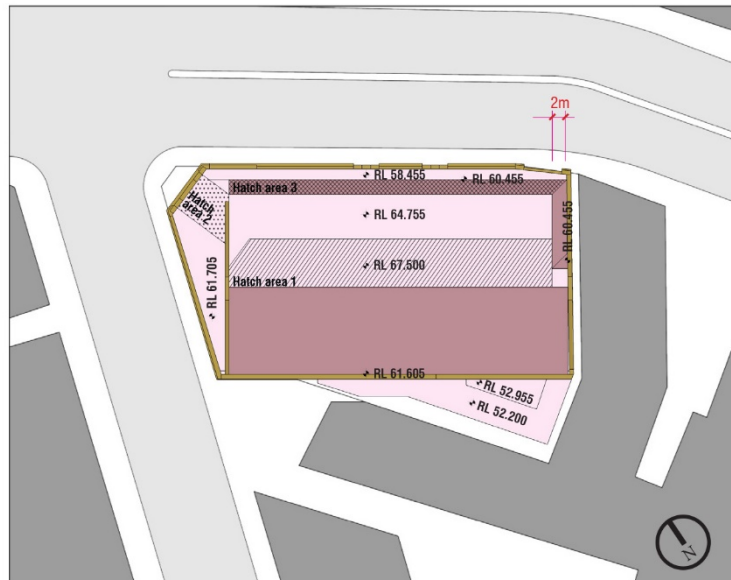 2m
RL 58.455
RL 60.455
Hatch area 3
Hatch
area 2
RL 64.755
RL 60.455
RL 67.500
Hatch area 1
RL 61.705
RL 61.605
RL 52.955
RL 52.200
N